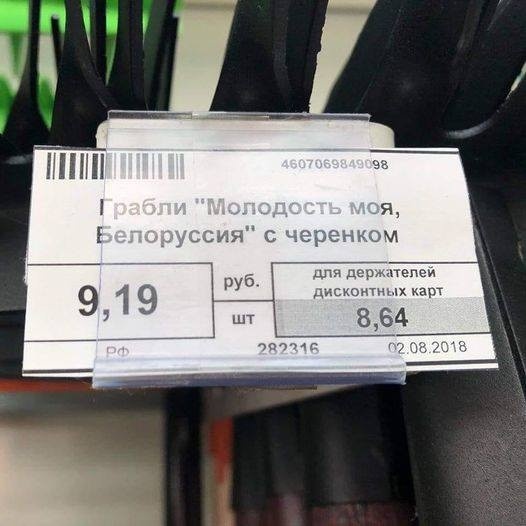 4607069849098
Грабли "Молодость моя,
Белоруссия" с черенком
9,19
руб.
шт
для держателей
дисконтных карт
8,64
РФ
282316
02.08.2018